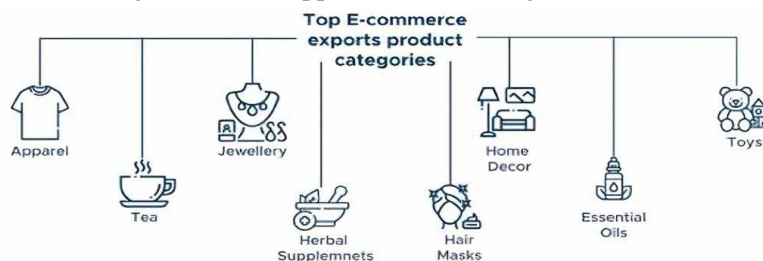 Top E-commerce
exports product
categories
Apparel
Tea
Jewellery
Herbal
Supplemnets
Hair
Masks
Home
Decor
Essential
Oils
Toys